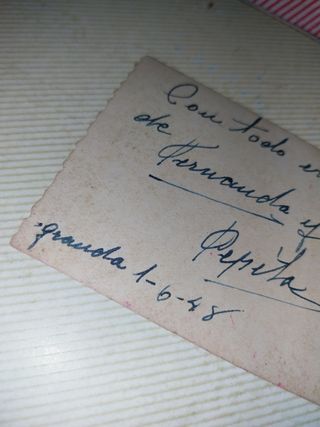 Con todo
de
Fernanda y
Pepita
granada 1-6-48